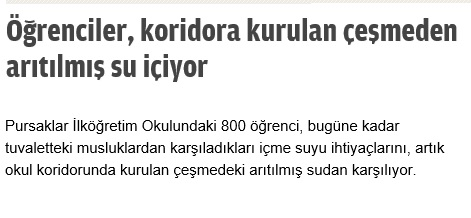 Öğrenciler, koridora kurulan çeşmeden
arıtılmış su içiyor
Pursaklar İlköğretim Okulundaki 800 öğrenci, bugüne kadar
tuvaletteki musluklardan karşıladıkları içme suyu ihtiyaçlarını, artık
okul koridorunda kurulan çeşmedeki arıtılmış sudan karşılıyor.